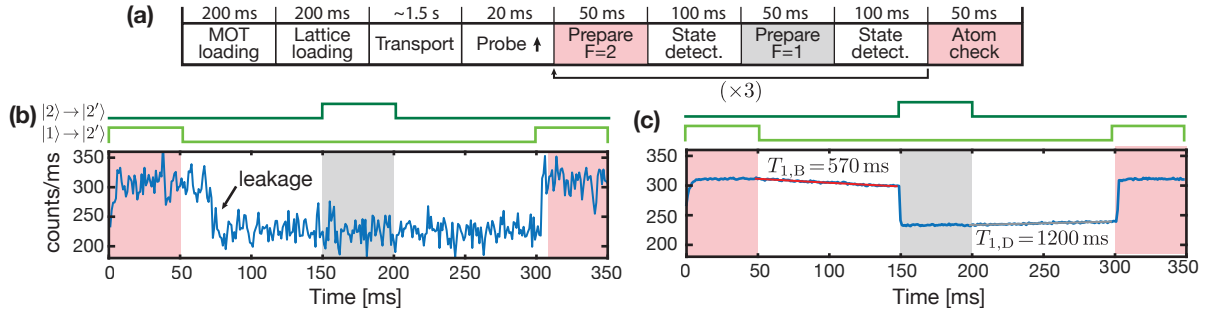 (a)
200 ms 200 ms ~1.5 s 20 ms 50 ms 100 ms 50 ms 100 ms 50 ms
MOT loading Lattice loading Transport Probe Prepare F=2 State detect. Prepare F=1 State detect. Atom check
(×3)
(b)
|2⟩→|2'⟩
|1⟩→|2'⟩
counts/ms
350
300
250
200
leakage
0 50 100 150 200 250 300 350
Time [ms]
(c)
350
300
250
200
T1,B = 570 ms
T1,D = 1200 ms
0 50 100 150 200 250 300 350
Time [ms]